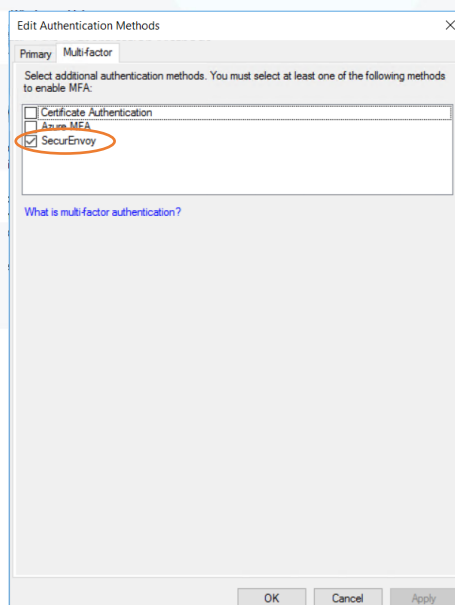 Edit Authentication Methods
Primary Multi-factor
Select additional authentication methods. You must select at least one of the following methods
to enable MFA:
Certificate Authentication
Azure MFA
SecurEnvoy
What is multi-factor authentication?
OK Cancel Apply